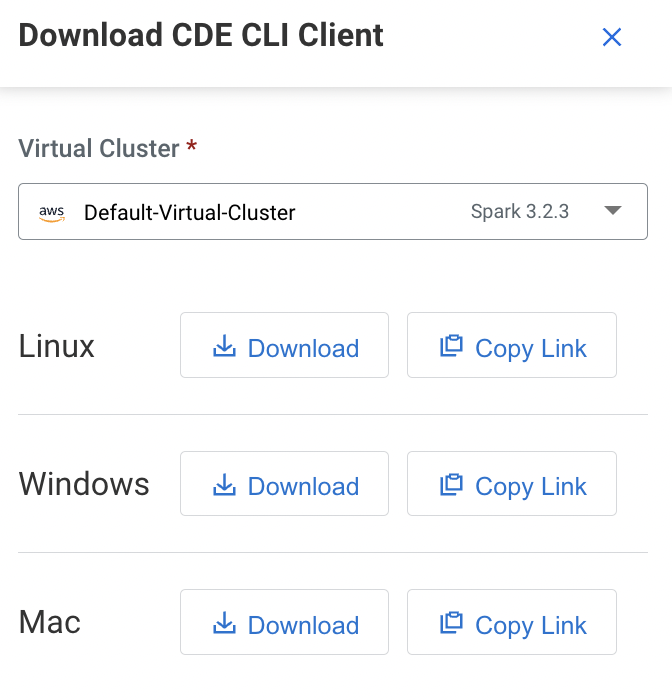 Download CDE CLI Client
Virtual Cluster *
aws Default-Virtual-Cluster Spark 3.2.3
Linux Download Copy Link
Windows Download Copy Link
Mac Download Copy Link